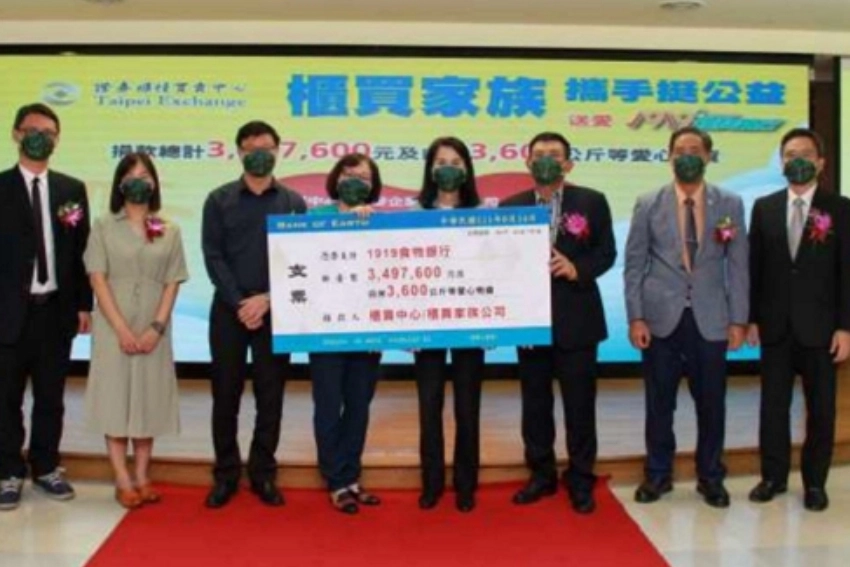 證券櫃檯買賣中心
Taipei Exchange
櫃買家族 攜手挺公益
送愛
捐款總計3, 7,600元及 3,60 公斤等愛心
BANK OF EARTH
支票
1919食物銀行
3,497,600
3,600公斤等愛心物資
櫃買中心/櫃買家族公司